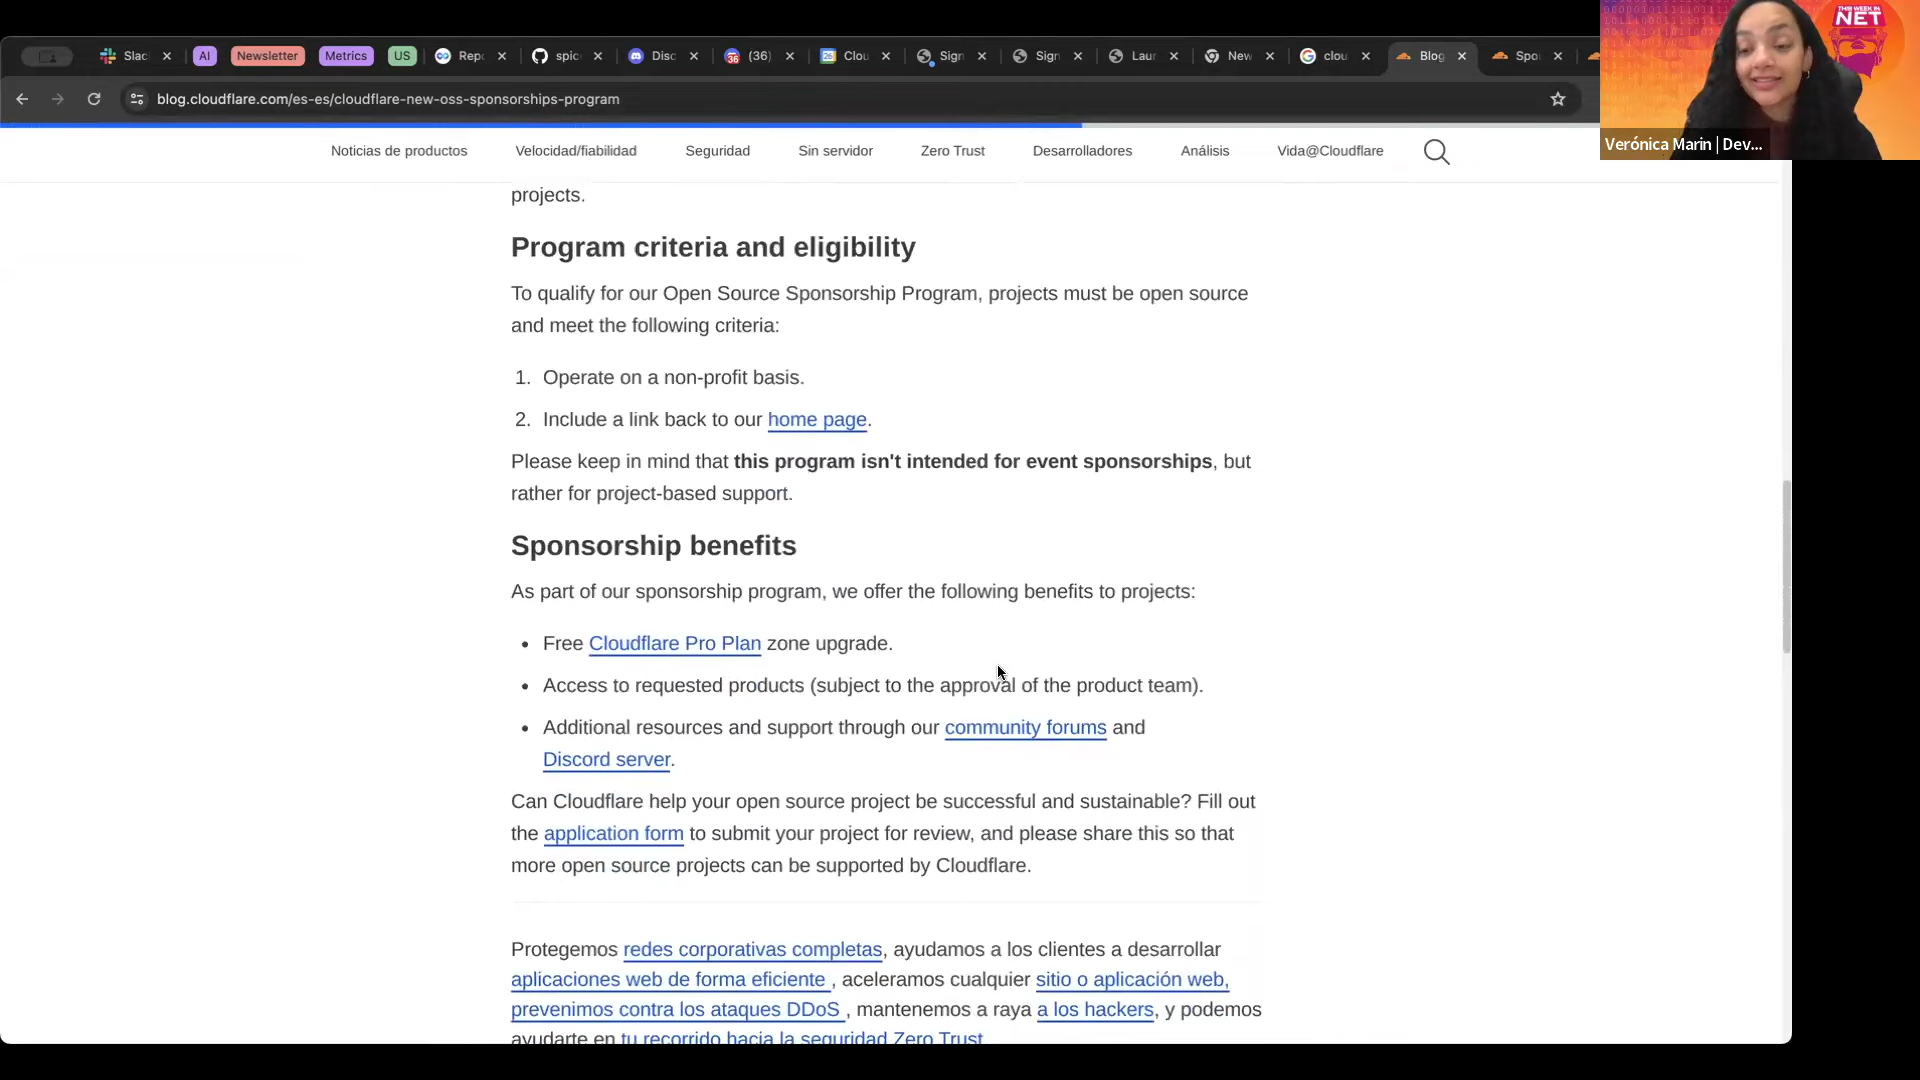 Slac
AI
Newsletter
Metrics
US
Repo
spic
Disc
36
(36)
Clou
Sign
Sign
Laur
New
clou
Blog
Spo
THIS WEEK IN
NET
blog.cloudflare.com/es-es/cloudflare-new-oss-sponsorships-program
Verónica Marin | Dev...
Noticias de productos
Velocidad/fiabilidad
Seguridad
Sin servidor
Zero Trust
Desarrolladores
Análisis
Vida@Cloudflare
projects.
Program criteria and eligibility
To qualify for our Open Source Sponsorship Program, projects must be open source
and meet the following criteria:
1. Operate on a non-profit basis.
2. Include a link back to our home page.
Please keep in mind that this program isn't intended for event sponsorships, but
rather for project-based support.
Sponsorship benefits
As part of our sponsorship program, we offer the following benefits to projects:
• Free Cloudflare Pro Plan zone upgrade.
• Access to requested products (subject to the approval of the product team).
• Additional resources and support through our community forums and
Discord server.
Can Cloudflare help your open source project be successful and sustainable? Fill out
the application form to submit your project for review, and please share this so that
more open source projects can be supported by Cloudflare.
Protegemos redes corporativas completas, ayudamos a los clientes a desarrollar
aplicaciones web de forma eficiente , aceleramos cualquier sitio o aplicación web,
prevenimos contra los ataques DDoS , mantenemos a raya a los hackers, y podemos
ayudarte en tu recorrido hacia la seguridad Zero Trust